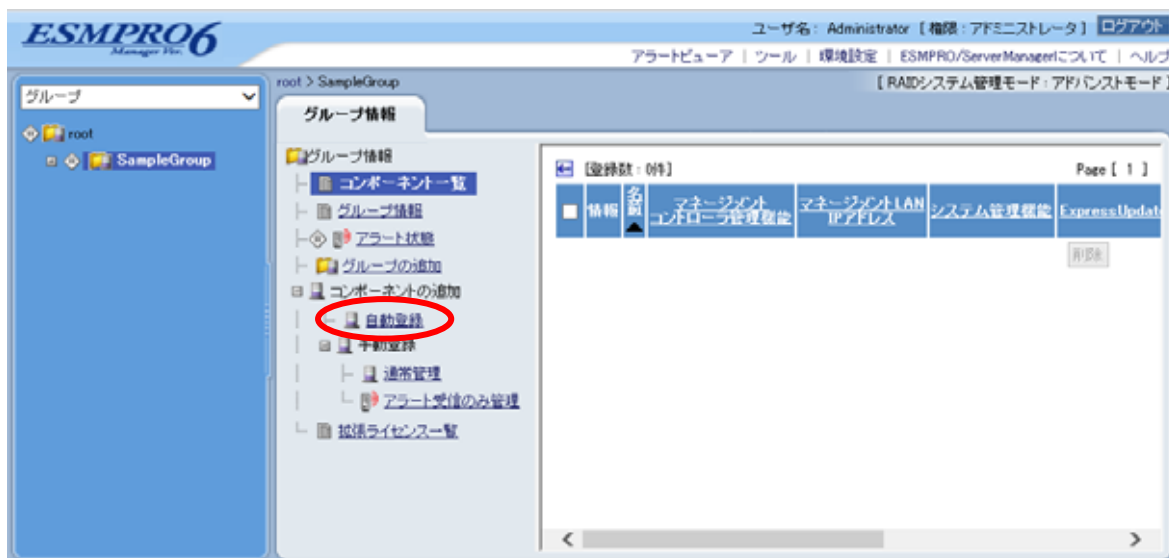 ESMPRO6
Manager Ver.
ユーザ名： Administrator [ 権限：アドミニストレータ ] ログアウト
アラートビューア | ツール | 環境設定 | ESMPRO/ServerManagerについて | ヘルプ
root > SampleGroup
[ RAIDシステム管理モード：アドバンストモード ]
グループ
root
SampleGroup
グループ情報
グループ情報
コンポーネント一覧
グループ情報
アラート状態
グループの追加
コンポーネントの追加
自動登録
手動登録
通常管理
アラート受信のみ管理
拡張ライセンス一覧
[登録数：0件]
Page [ 1 ]
情報
名前▲
マネージメント
コントローラ管理機能
マネージメントLAN
IPアドレス
システム管理機能
ExpressUpdat
削除